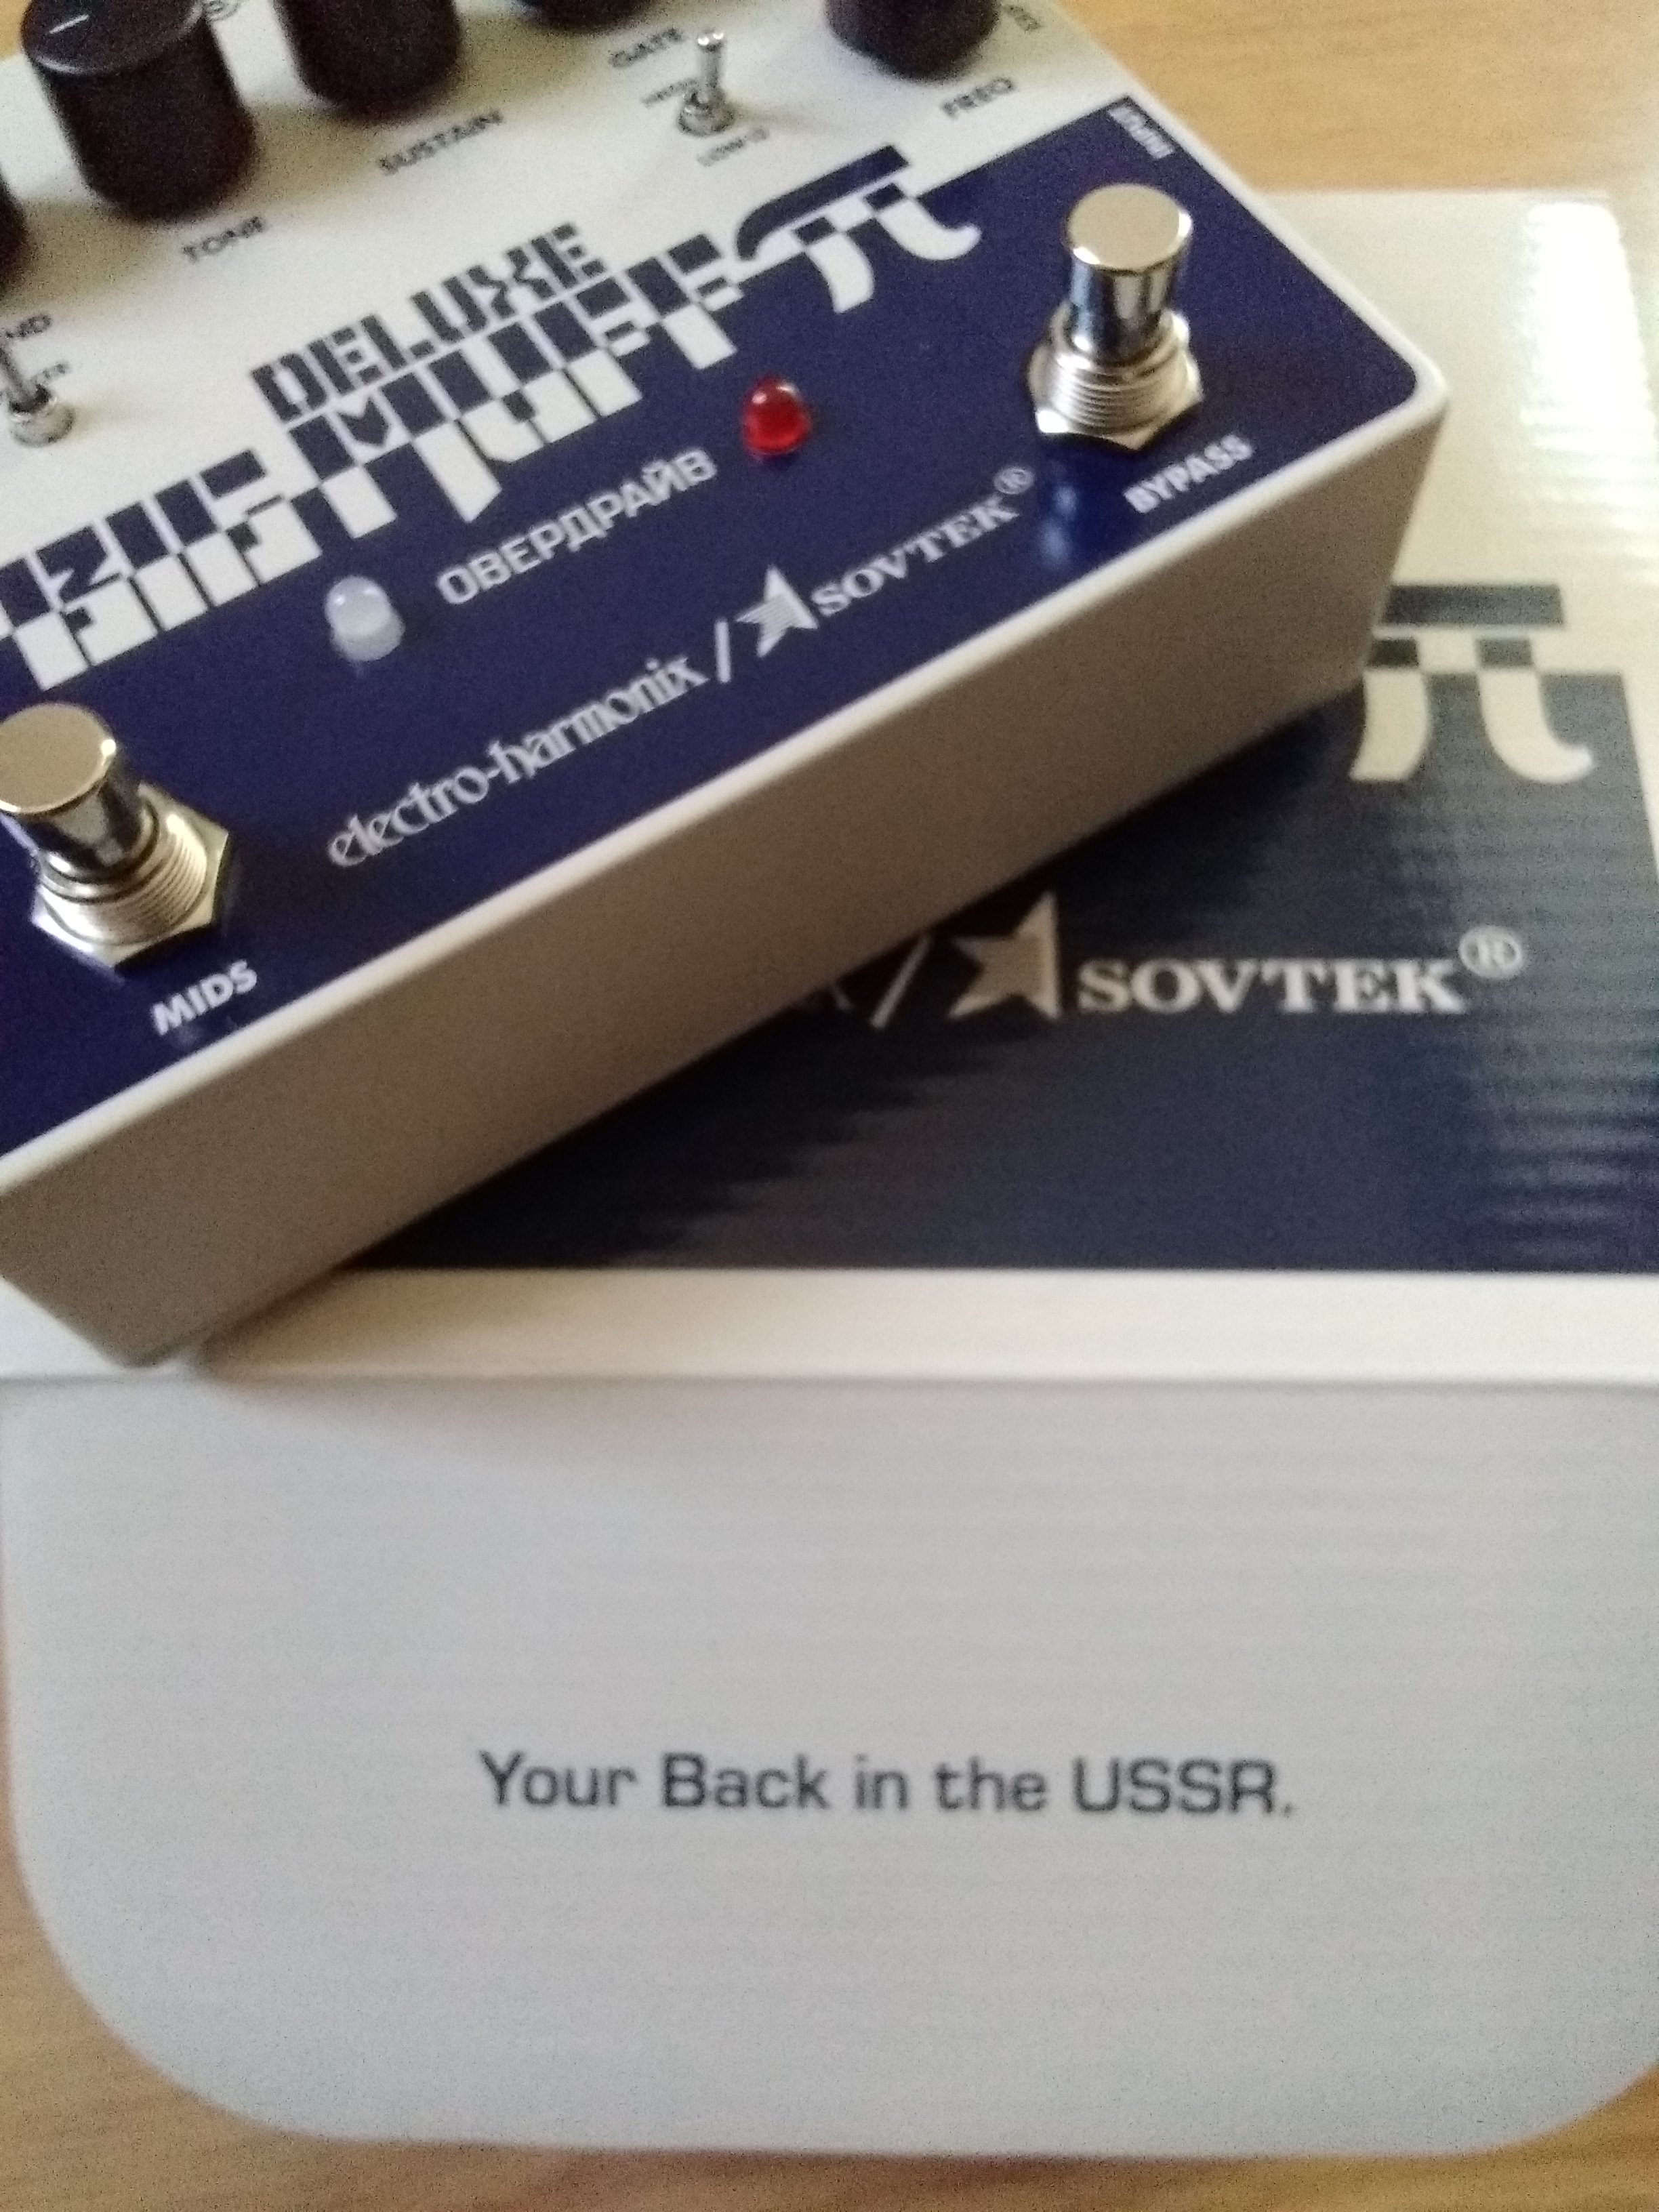 GATE
SUSTAIN
FREQ
INPUT
TONE
DELUXE
BIG MUFF π
ОВЕРДРАЙВ
BYPASS
electro-harmonix / SOVTEK®
MIDS
π
/ SOVTEK®
Your Back in the USSR.